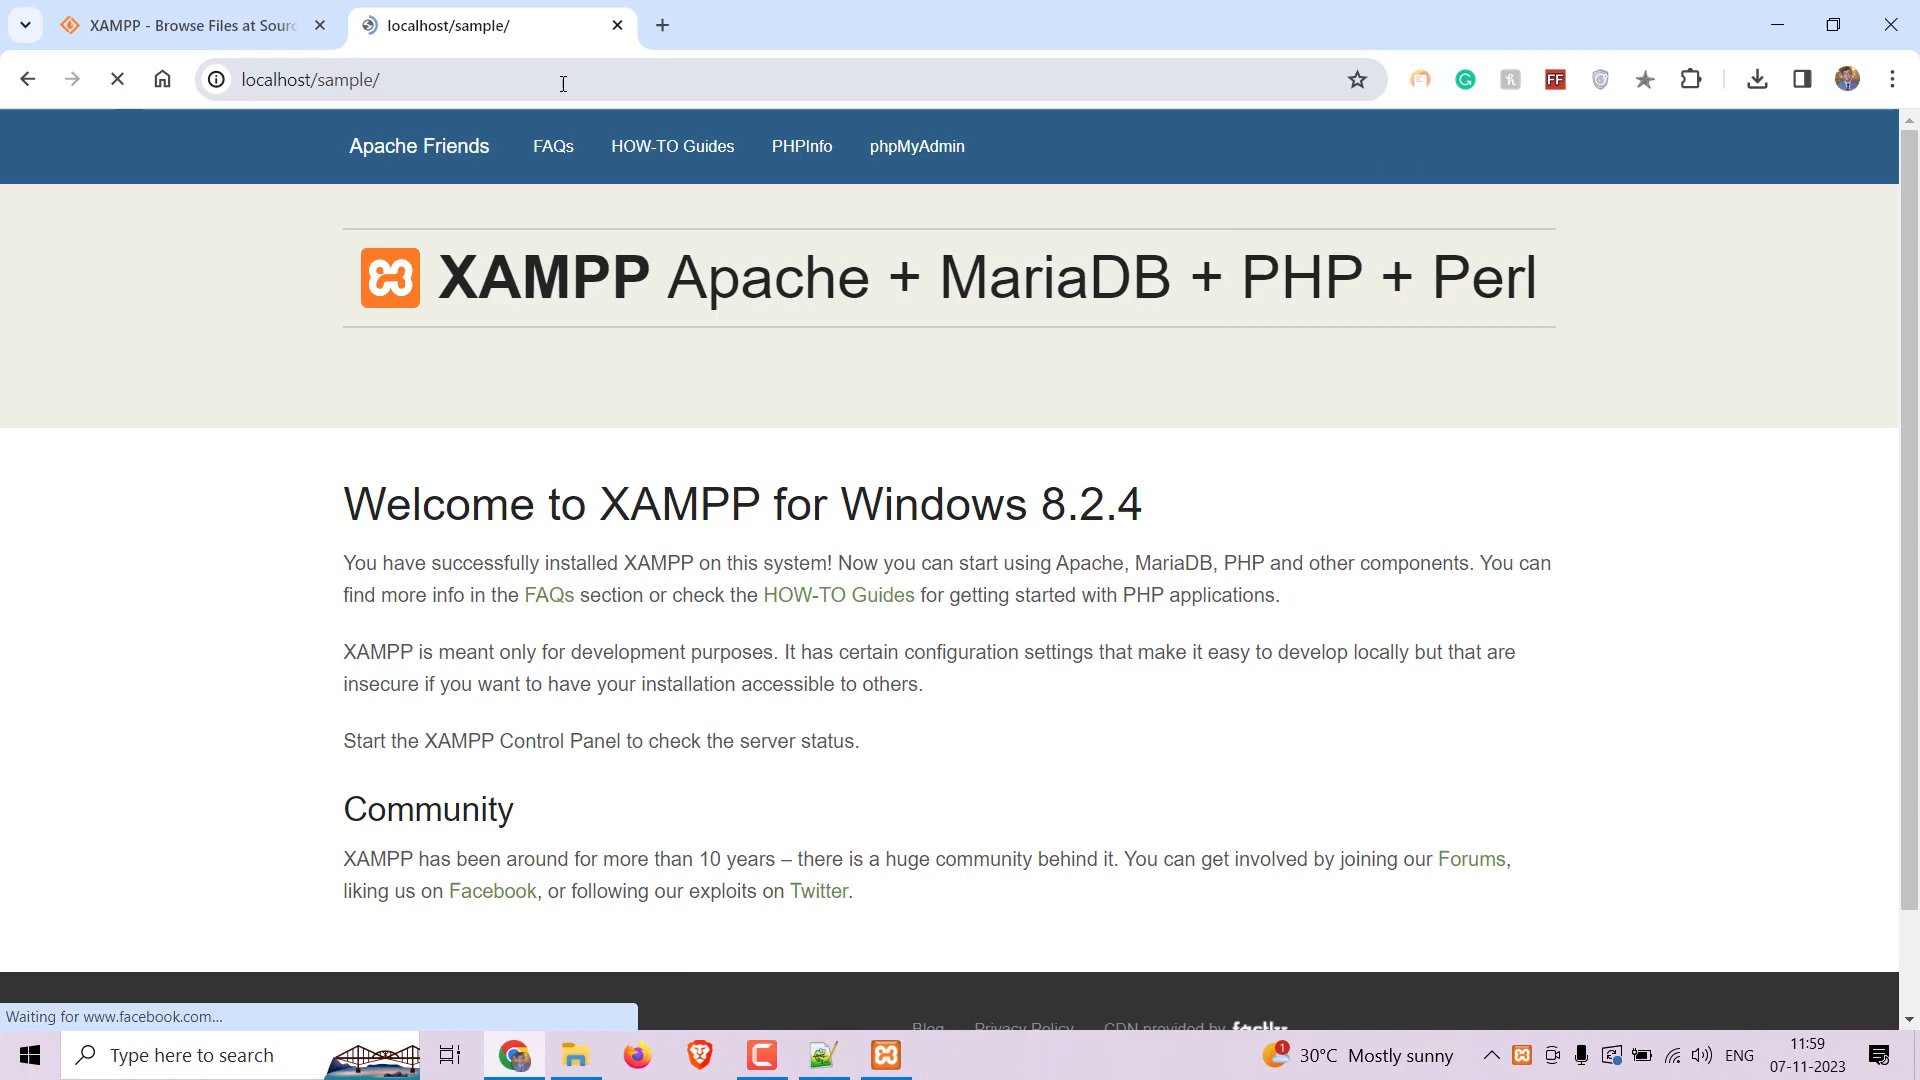 XAMPP - Browse Files at Sourc
localhost/sample/
localhost/sample/
Apache Friends FAQs HOW-TO Guides PHPInfo phpMyAdmin
XAMPP Apache + MariaDB + PHP + Perl
Welcome to XAMPP for Windows 8.2.4
You have successfully installed XAMPP on this system! Now you can start using Apache, MariaDB, PHP and other components. You can
find more info in the FAQs section or check the HOW-TO Guides for getting started with PHP applications.
XAMPP is meant only for development purposes. It has certain configuration settings that make it easy to develop locally but that are
insecure if you want to have your installation accessible to others.
Start the XAMPP Control Panel to check the server status.
Community
XAMPP has been around for more than 10 years – there is a huge community behind it. You can get involved by joining our Forums,
liking us on Facebook, or following our exploits on Twitter.
Blog Privacy Policy CDN provided by fastly
Waiting for www.facebook.com...
Type here to search
1
30°C Mostly sunny
ENG
11:59
07-11-2023
FF